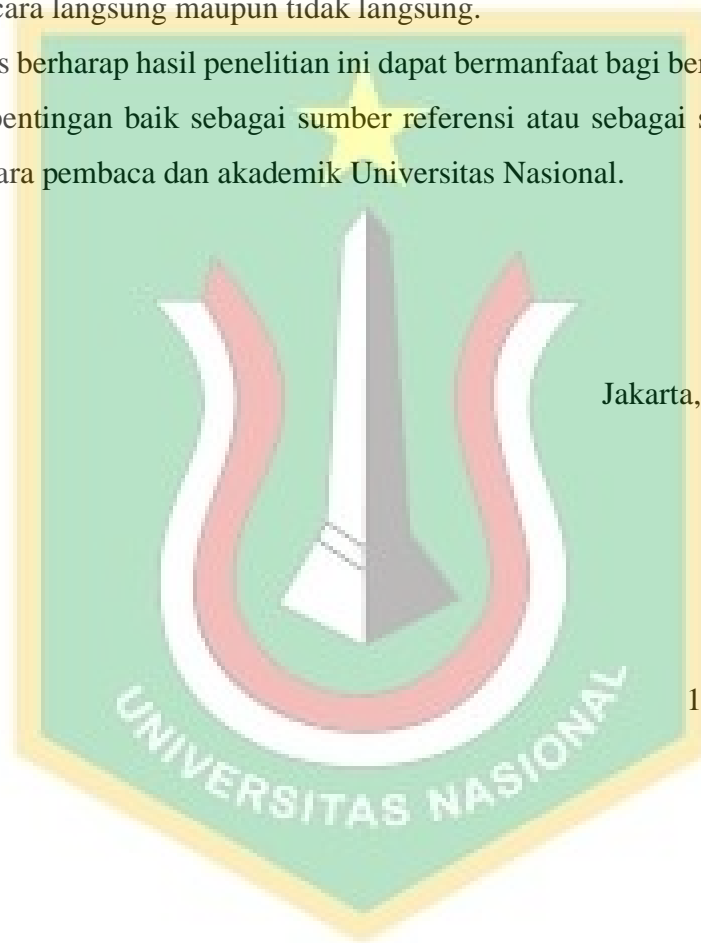 cara langsung maupun tidak langsung.
s berharap hasil penelitian ini dapat bermanfaat bagi ber
pentingan baik sebagai sumber referensi atau sebagai s
ara pembaca dan akademik Universitas Nasional.
Jakarta,
1
UNIVERSITAS NASIONAL